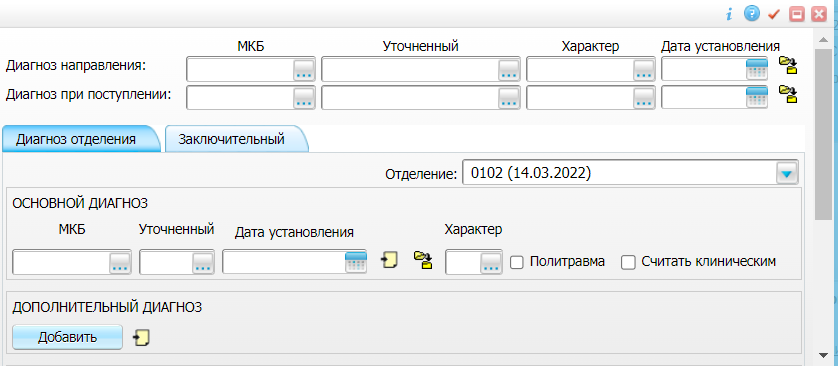 МКБ Уточненный Характер Дата установления
Диагноз направления:
Диагноз при поступлении:
Диагноз отделения Заключительный
Отделение: 0102 (14.03.2022)
ОСНОВНОЙ ДИАГНОЗ
МКБ Уточненный Дата установления Характер
Политравма Считать клиническим
ДОПОЛНИТЕЛЬНЫЙ ДИАГНОЗ
Добавить